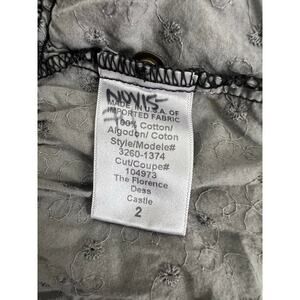 NOVIS
MADE IN U.S.A. OF
IMPORTED FABRIC
100% Cotton/
Algodon/ Coton
Style/Modele#
3260-1374
Cut/Coupe#
104973
The Florence
Dess
Castle
2